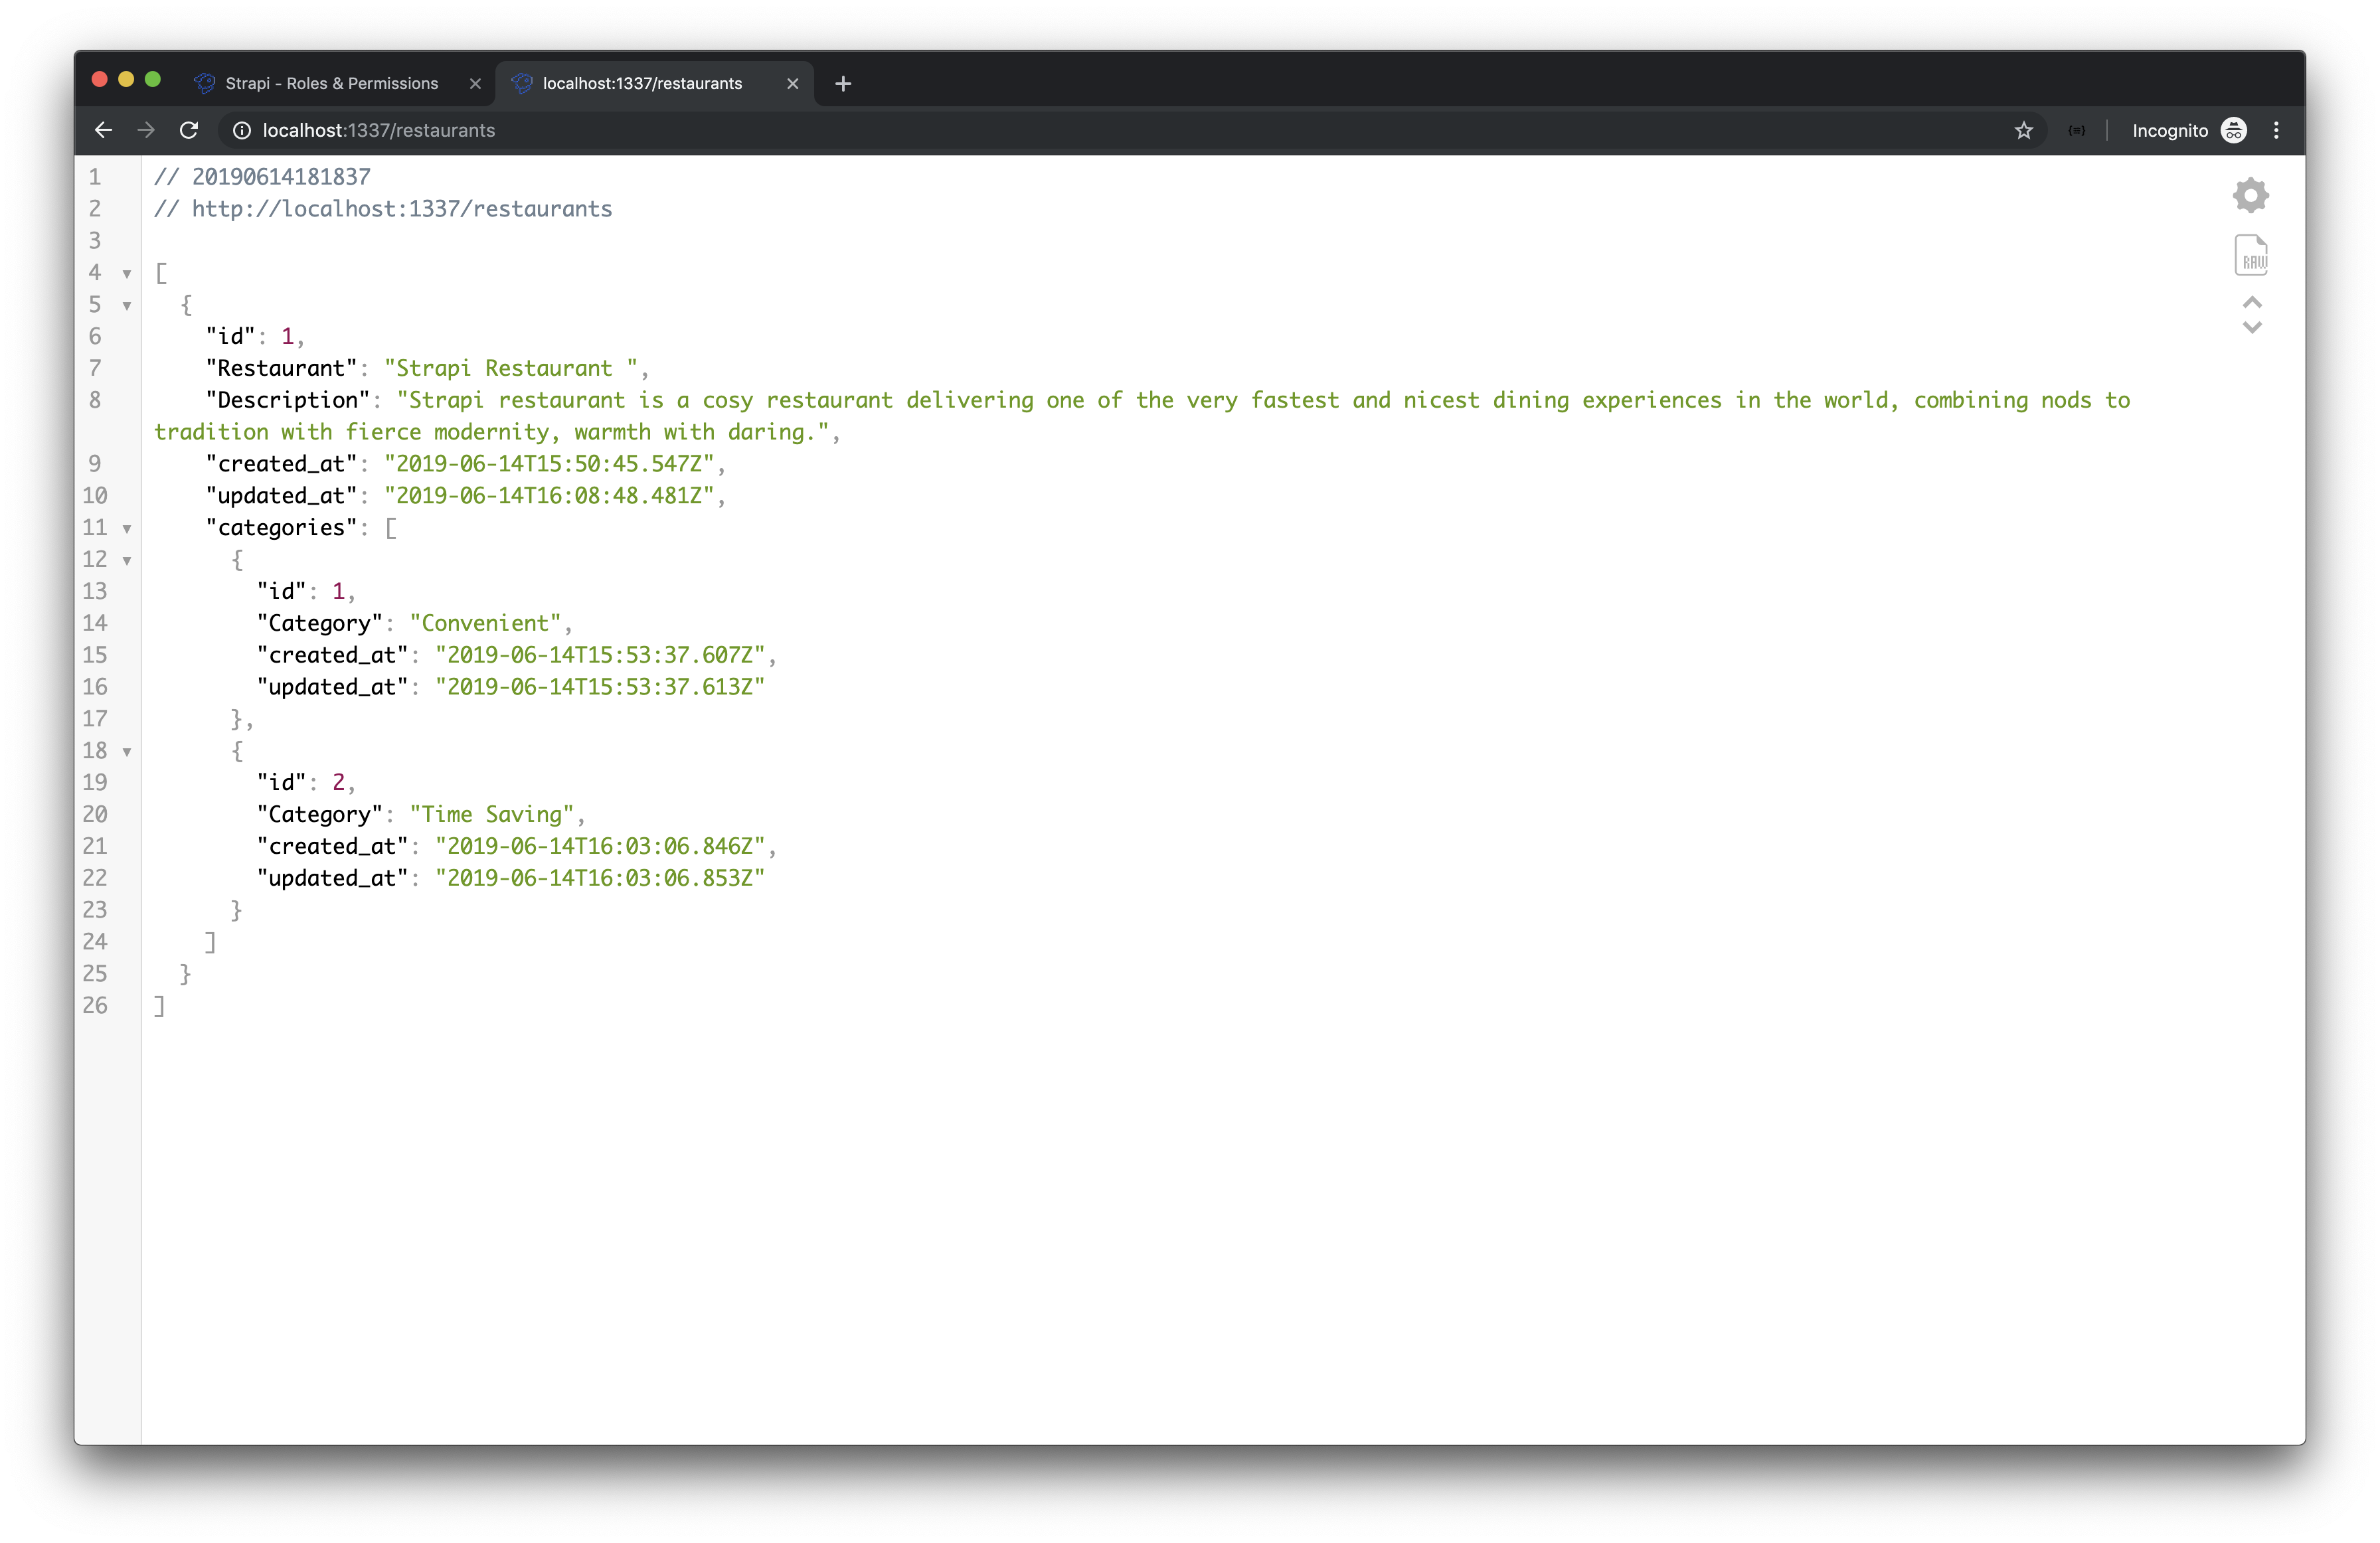 Strapi - Roles & Permissions
localhost:1337/restaurants
localhost:1337/restaurants
Incognito
1 // 20190614181837
2 // http://localhost:1337/restaurants
3
4 [
5 {
6 "id": 1,
7 "Restaurant": "Strapi Restaurant ",
8 "Description": "Strapi restaurant is a cosy restaurant delivering one of the very fastest and nicest dining experiences in the world, combining nods to
tradition with fierce modernity, warmth with daring.",
9 "created_at": "2019-06-14T15:50:45.547Z",
10 "updated_at": "2019-06-14T16:08:48.481Z",
11 "categories": [
12 {
13 "id": 1,
14 "Category": "Convenient",
15 "created_at": "2019-06-14T15:53:37.607Z",
16 "updated_at": "2019-06-14T15:53:37.613Z"
17 },
18 {
19 "id": 2,
20 "Category": "Time Saving",
21 "created_at": "2019-06-14T16:03:06.846Z",
22 "updated_at": "2019-06-14T16:03:06.853Z"
23 }
24 ]
25 }
26 ]
RAW